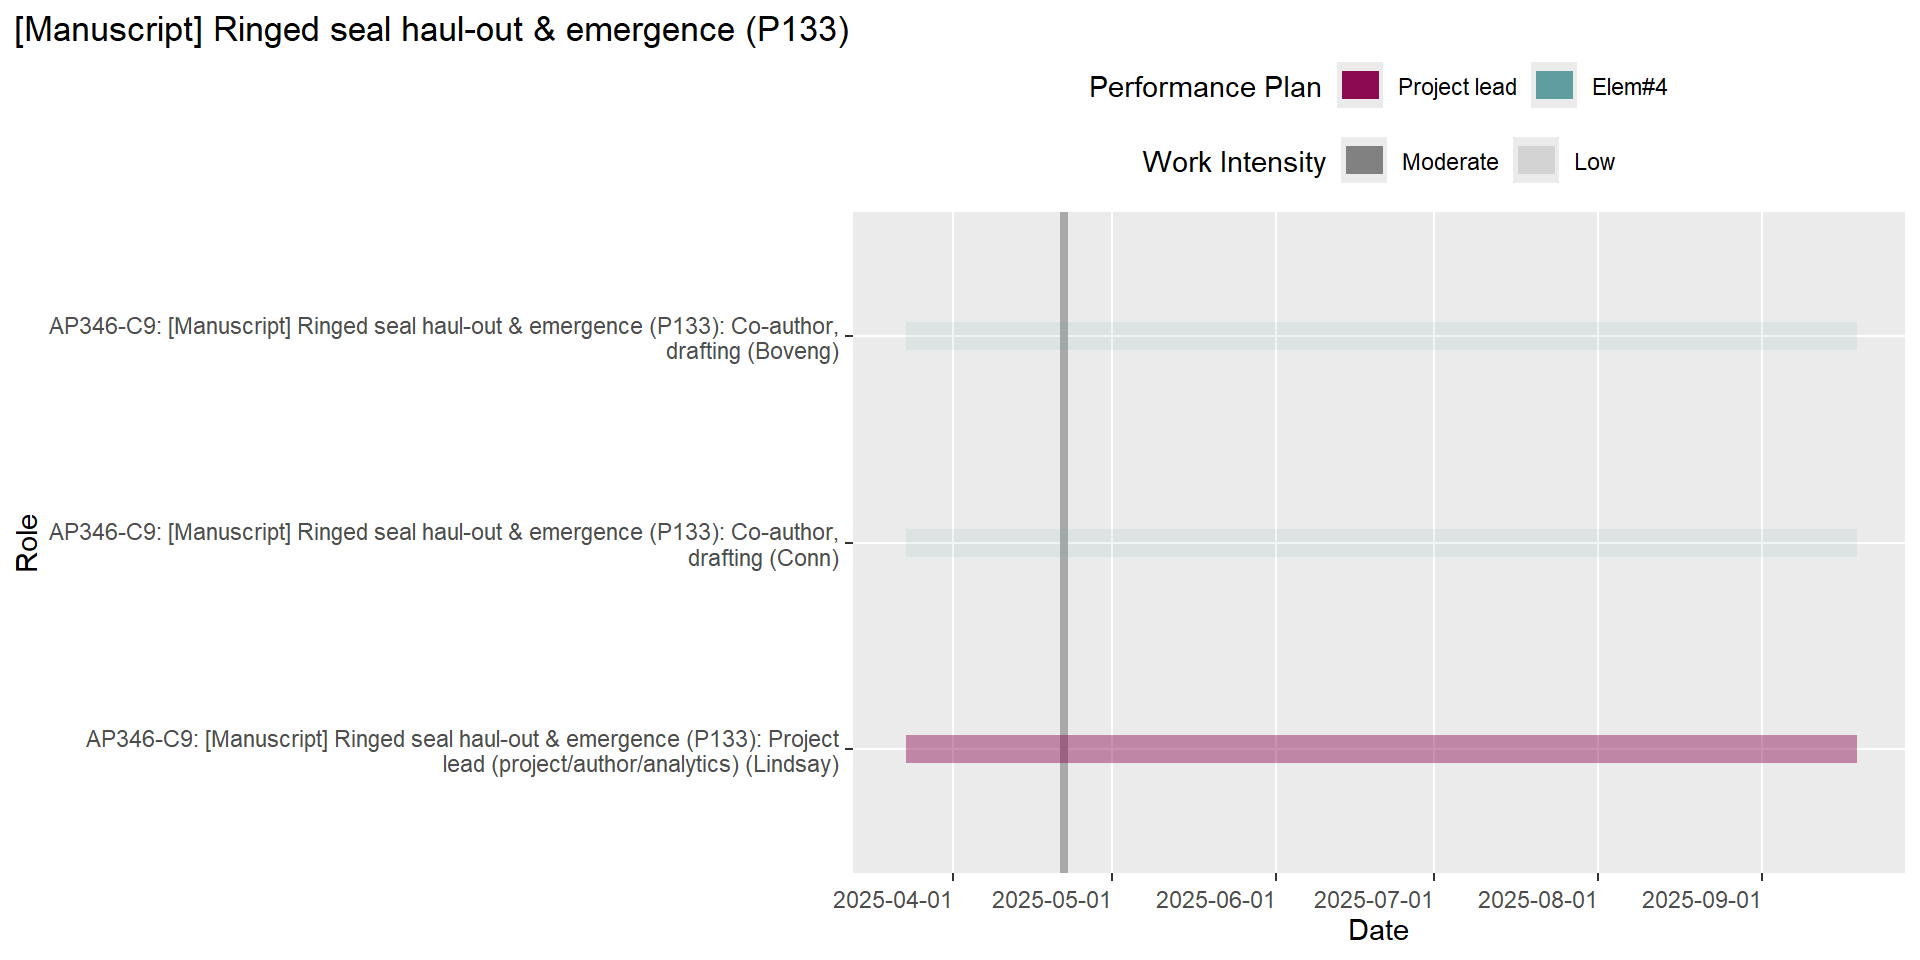 [Manuscript] Ringed seal haul-out & emergence (P133)
Performance Plan Project lead Elem#4
Work Intensity Moderate Low
AP346-C9: [Manuscript] Ringed seal haul-out & emergence (P133): Co-author,
drafting (Boveng)
AP346-C9: [Manuscript] Ringed seal haul-out & emergence (P133): Co-author,
drafting (Conn)
AP346-C9: [Manuscript] Ringed seal haul-out & emergence (P133): Project
lead (project/author/analytics) (Lindsay)
Role
2025-04-01 2025-05-01 2025-06-01 2025-07-01 2025-08-01 2025-09-01
Date